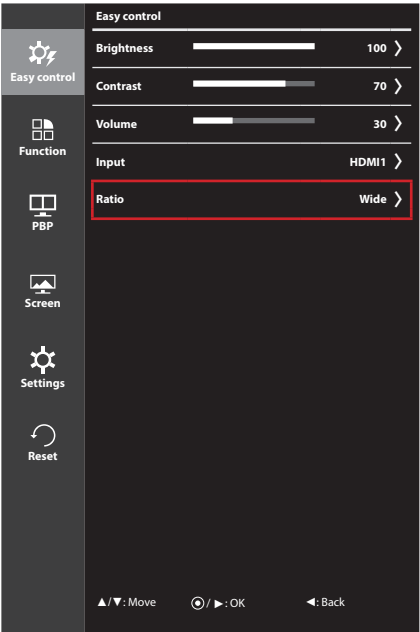 Easy control
Easy control
Brightness 100 ❭
Contrast 70 ❭
Volume 30 ❭
Input HDMI1 ❭
Ratio Wide ❭
Function
PBP
Screen
Settings
Reset
▲/▼: Move ◉/ ►: OK ◄: Back